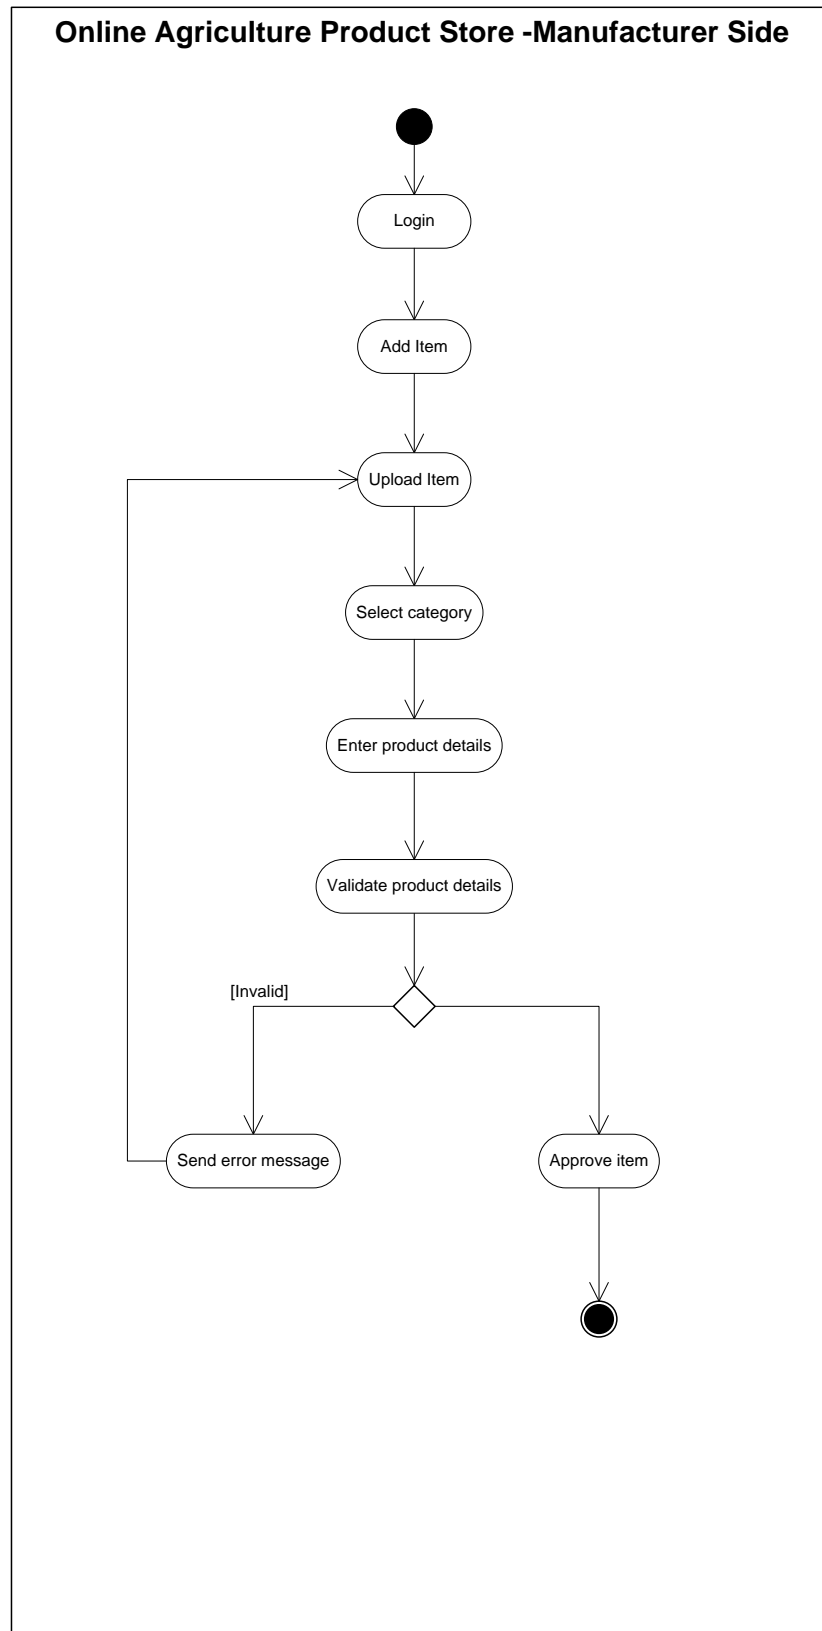 Online Agriculture Product Store -Manufacturer Side
Login
Add Item
Upload Item
Select category
Enter product details
Validate product details
[Invalid]
Send error message
Approve item